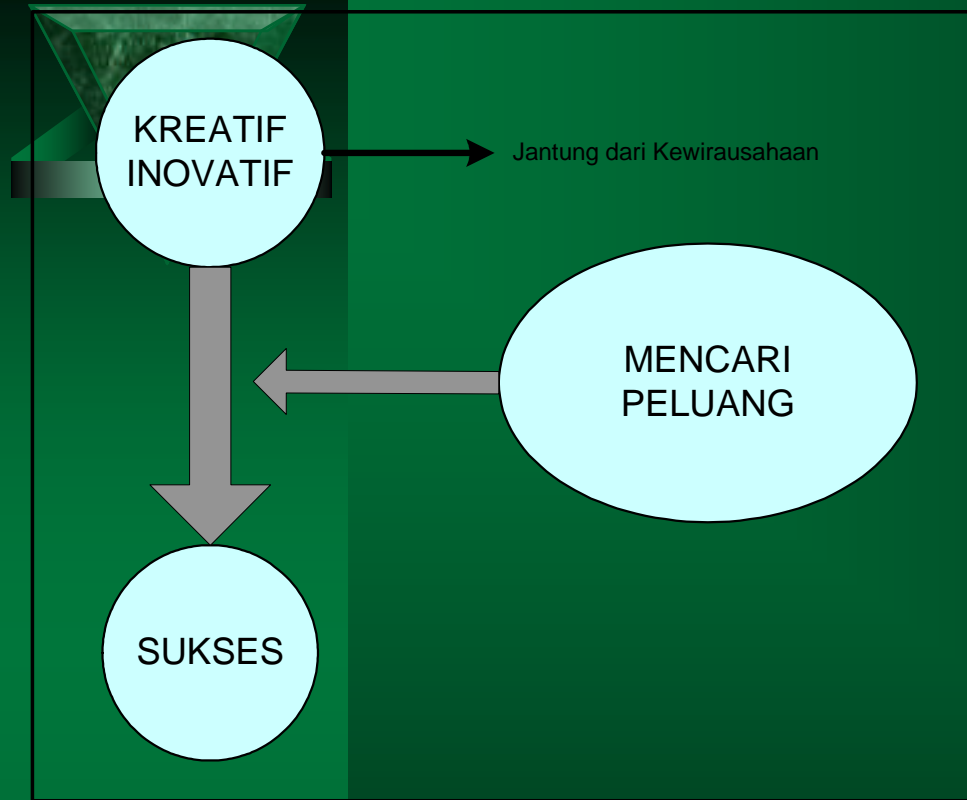 KREATIF
INOVATIF
Jantung dari Kewirausahaan
MENCARI
PELUANG
SUKSES